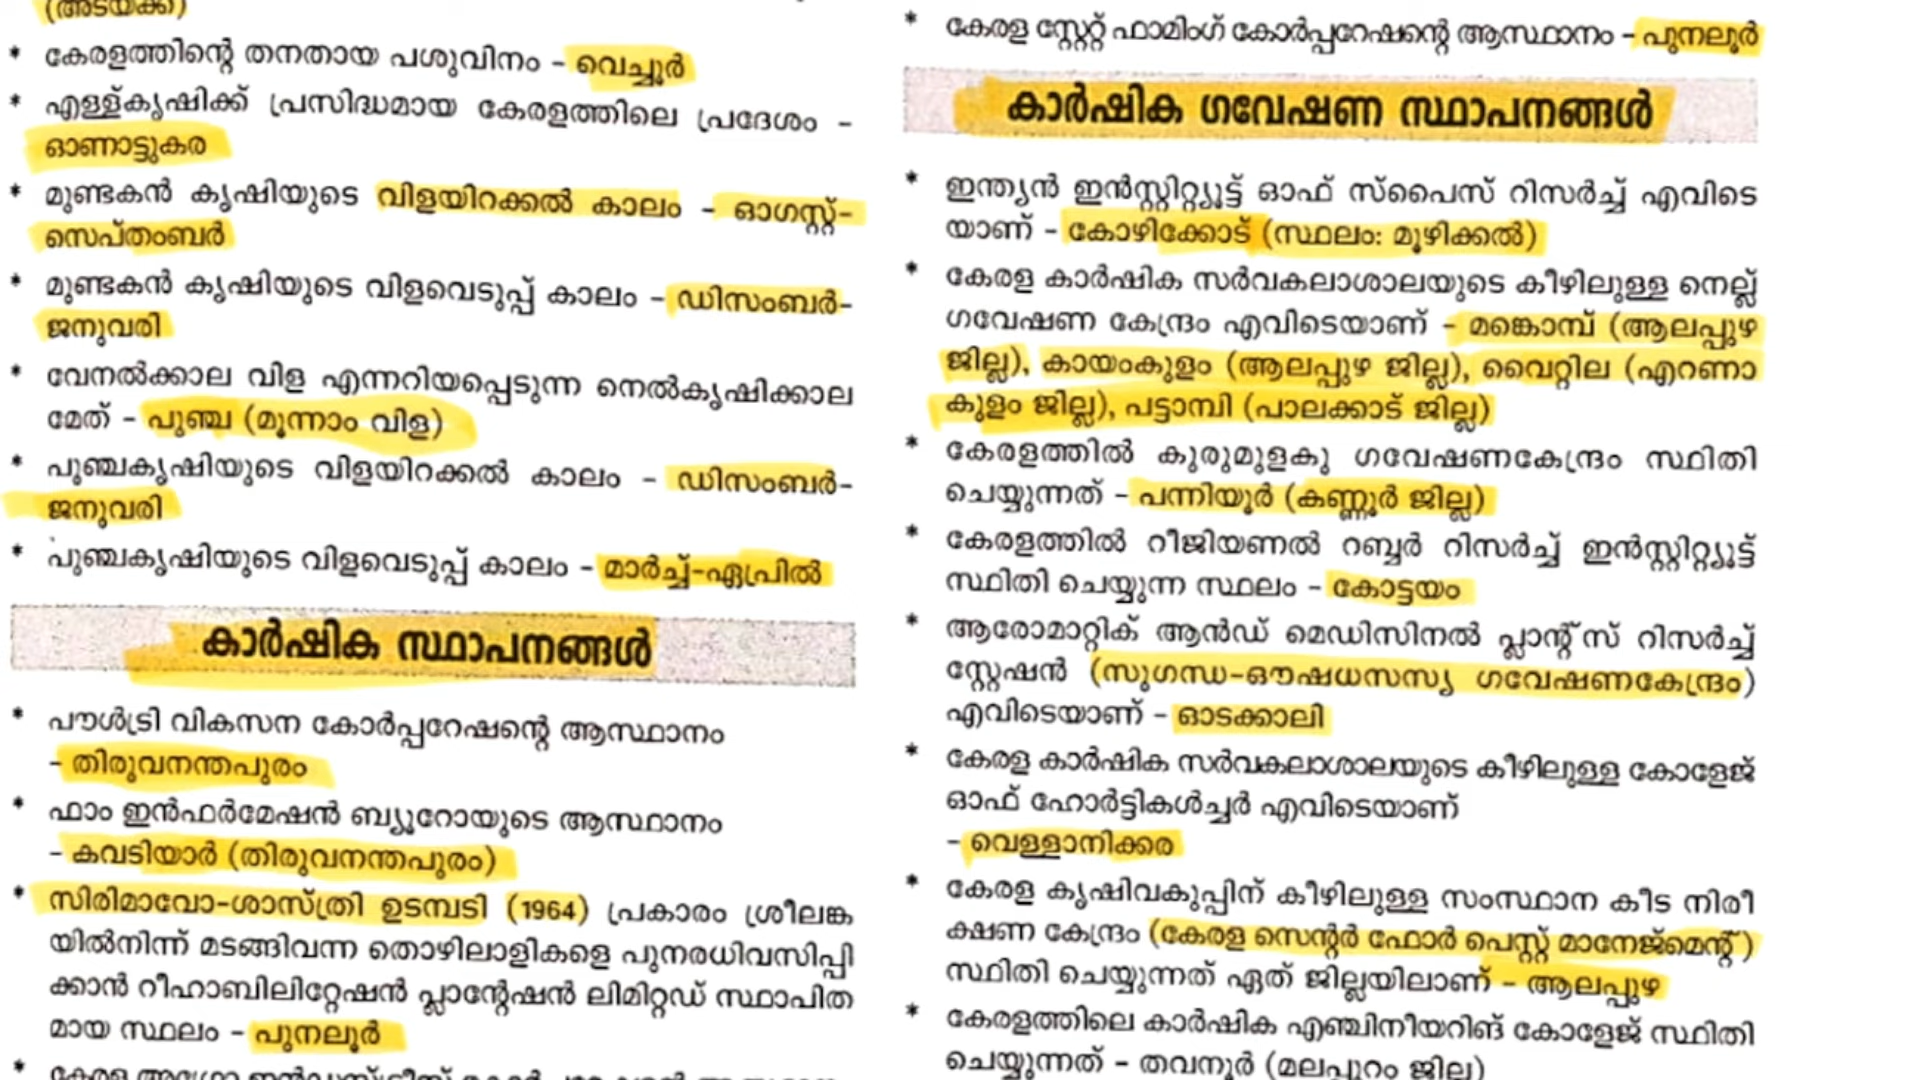 (അടയ്ക്ക)
* കേരളത്തിന്റെ തനതായ പശുവിനം – വെച്ചൂർ
* എള്ള്കൃഷിക്ക് പ്രസിദ്ധമായ കേരളത്തിലെ പ്രദേശം –
ഓണാട്ടുകര
* മുണ്ടകൻ കൃഷിയുടെ വിളയിറക്കൽ കാലം – ഓഗസ്റ്റ്-
സെപ്തംബർ
* മുണ്ടകൻ കൃഷിയുടെ വിളവെടുപ്പ് കാലം – ഡിസംബർ-
ജനുവരി
* വേനൽക്കാല വിള എന്നറിയപ്പെടുന്ന നെൽകൃഷിക്കാല
മേത് – പുഞ്ച (മൂന്നാം വിള)
* പുഞ്ചകൃഷിയുടെ വിളയിറക്കൽ കാലം – ഡിസംബർ-
ജനുവരി
* പുഞ്ചകൃഷിയുടെ വിളവെടുപ്പ് കാലം – മാർച്ച്-ഏപ്രിൽ
കാർഷിക സ്ഥാപനങ്ങൾ
* പൗൾട്രി വികസന കോർപ്പറേഷന്റെ ആസ്ഥാനം
– തിരുവനന്തപുരം
* ഫാം ഇൻഫർമേഷൻ ബ്യൂറോയുടെ ആസ്ഥാനം
– കവടിയാർ (തിരുവനന്തപുരം)
* സിരിമാവോ-ശാസ്ത്രി ഉടമ്പടി (1964) പ്രകാരം ശ്രീലങ്ക
യിൽനിന്ന് മടങ്ങിവന്ന തൊഴിലാളികളെ പുനരധിവസിപ്പി
ക്കാൻ റീഹാബിലിറ്റേഷൻ പ്ലാന്റേഷൻ ലിമിറ്റഡ് സ്ഥാപിത
മായ സ്ഥലം – പുനലൂർ
* കേരള സ്റ്റേറ്റ് ഫാമിംഗ് കോർപ്പറേഷന്റെ ആസ്ഥാനം – പുനലൂർ
കാർഷിക ഗവേഷണ സ്ഥാപനങ്ങൾ
* ഇന്ത്യൻ ഇൻസ്റ്റിറ്റ്യൂട്ട് ഓഫ് സ്പൈസ് റിസർച്ച് എവിടെ
യാണ് – കോഴിക്കോട് (സ്ഥലം: മൂഴിക്കൽ)
* കേരള കാർഷിക സർവകലാശാലയുടെ കീഴിലുള്ള നെല്ല്
ഗവേഷണ കേന്ദ്രം എവിടെയാണ് – മങ്കൊമ്പ് (ആലപ്പുഴ
ജില്ല), കായംകുളം (ആലപ്പുഴ ജില്ല), വൈറ്റില (എറണാ
കുളം ജില്ല), പട്ടാമ്പി (പാലക്കാട് ജില്ല)
* കേരളത്തിൽ കുരുമുളകു ഗവേഷണകേന്ദ്രം സ്ഥിതി
ചെയ്യുന്നത് – പന്നിയൂർ (കണ്ണൂർ ജില്ല)
* കേരളത്തിൽ റീജിയണൽ റബ്ബർ റിസർച്ച് ഇൻസ്റ്റിറ്റ്യൂട്ട്
സ്ഥിതി ചെയ്യുന്ന സ്ഥലം – കോട്ടയം
* ആരോമാറ്റിക് ആൻഡ് മെഡിസിനൽ പ്ലാന്റ്സ് റിസർച്ച്
സ്റ്റേഷൻ (സുഗന്ധ-ഔഷധസസ്യ ഗവേഷണകേന്ദ്രം)
എവിടെയാണ് – ഓടക്കാലി
* കേരള കാർഷിക സർവകലാശാലയുടെ കീഴിലുള്ള കോളേജ്
ഓഫ് ഹോർട്ടികൾച്ചർ എവിടെയാണ്
– വെള്ളാനിക്കര
* കേരള കൃഷിവകുപ്പിന് കീഴിലുള്ള സംസ്ഥാന കീട നിരീ
ക്ഷണ കേന്ദ്രം (കേരള സെന്റർ ഫോർ പെസ്റ്റ് മാനേജ്മെന്റ്)
സ്ഥിതി ചെയ്യുന്നത് ഏത് ജില്ലയിലാണ് – ആലപ്പുഴ
* കേരളത്തിലെ കാർഷിക എഞ്ചിനീയറിങ് കോളേജ് സ്ഥിതി
ചെയ്യുന്നത് – തവനൂർ (മലപ്പുറം ജില്ല)